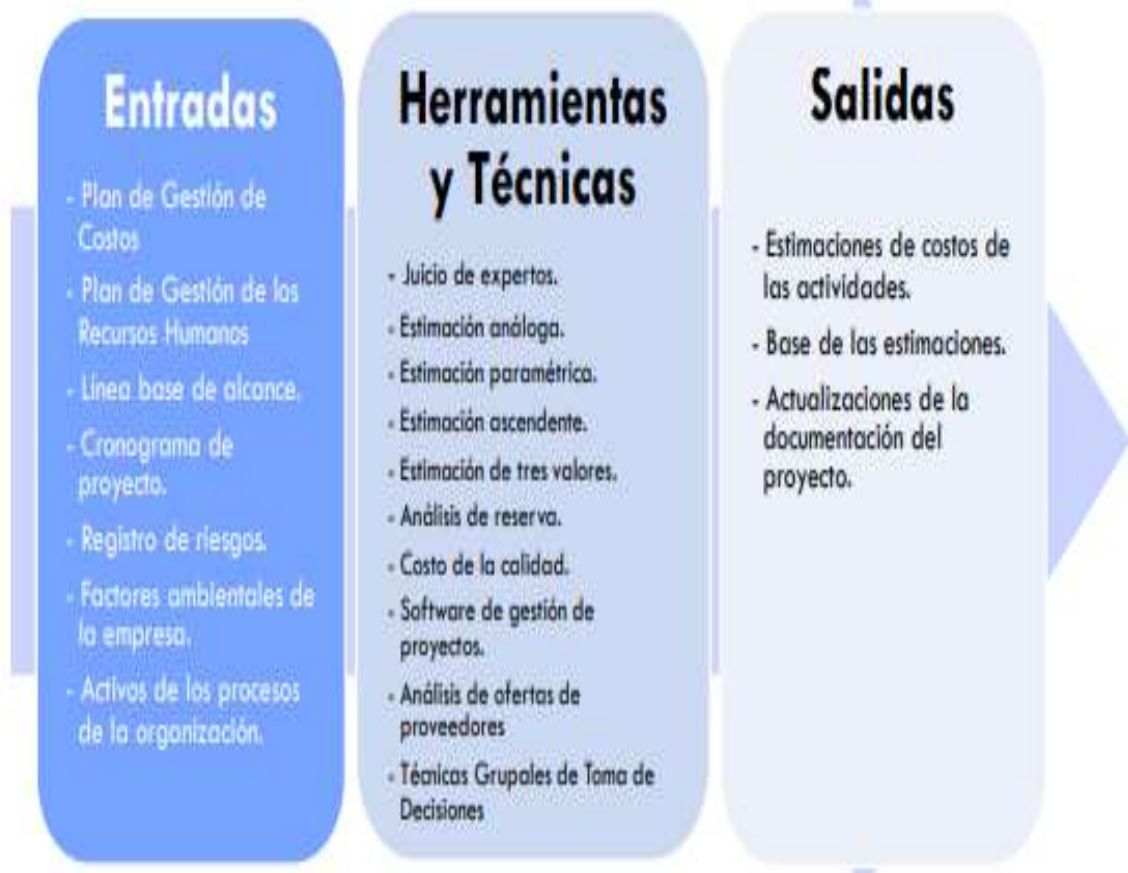 Entradas
- Plan de Gestión de
Costos
- Plan de Gestión de los
Recursos Humanos
- Línea base de alcance.
- Cronograma de
proyecto.
- Registro de riesgos.
- Factores ambientales de
la empresa.
- Activos de los procesos
de la organización.
Herramientas
y Técnicas
- Juicio de expertos.
- Estimación análoga.
- Estimación paramétrica.
- Estimación ascendente.
- Estimación de tres valores.
- Análisis de reserva.
- Costo de la calidad.
- Software de gestión de
proyectos.
- Análisis de ofertas de
proveedores
- Técnicas Grupales de Toma de
Decisiones
Salidas
- Estimaciones de costos de
las actividades.
- Base de las estimaciones.
- Actualizaciones de la
documentación del
proyecto.